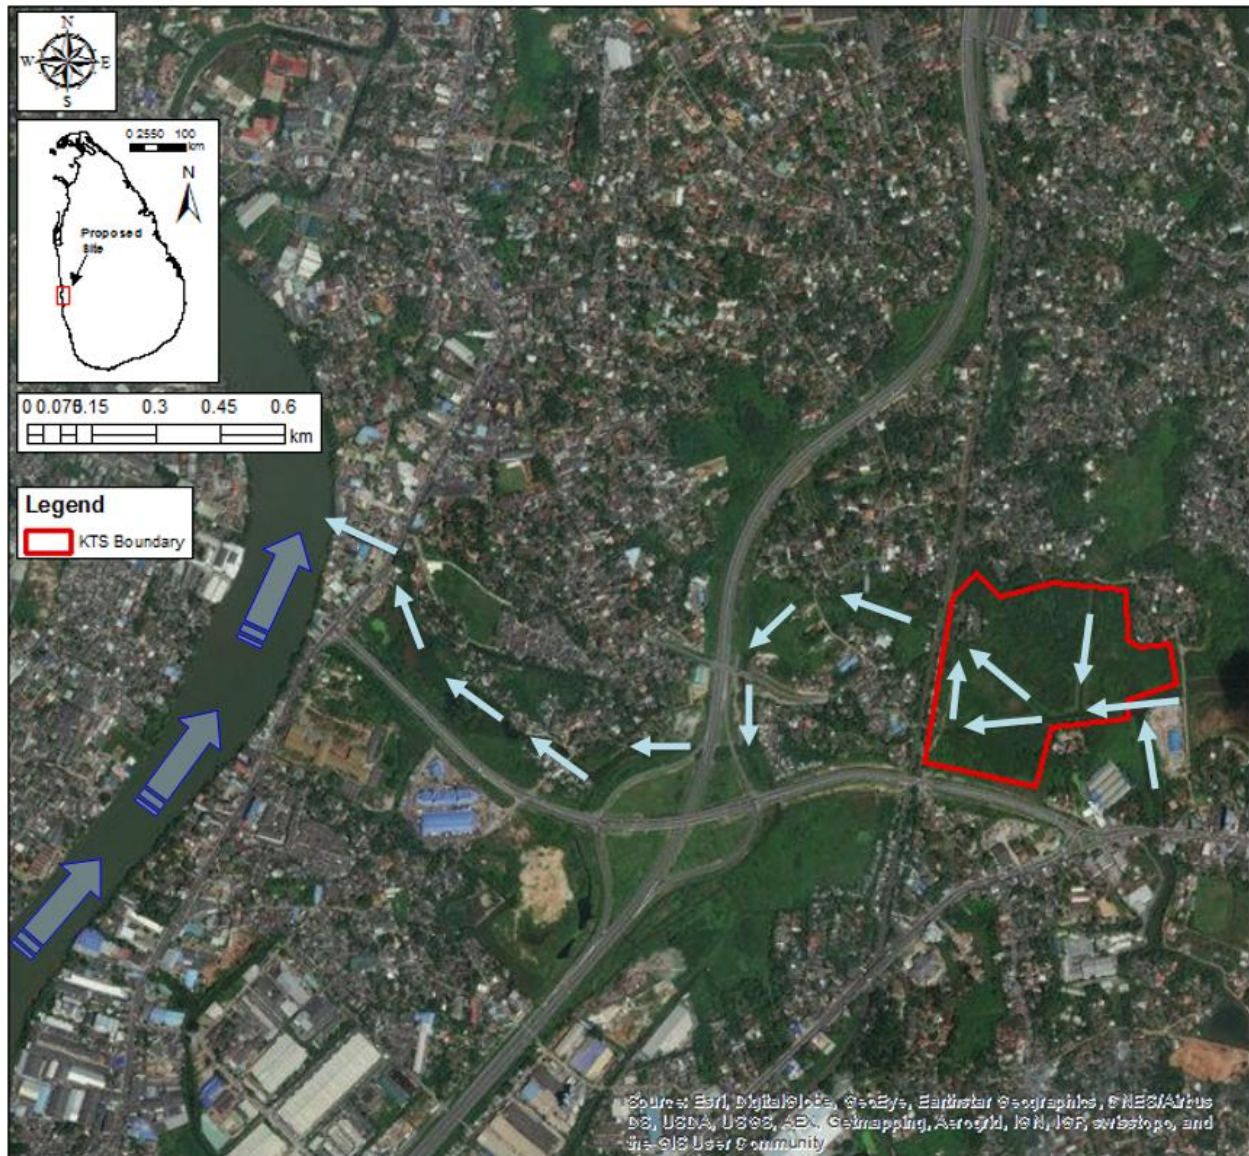 N
W E
S
0 2550 100
km
N
Proposed
Site
0 0.075 0.15 0.3 0.45 0.6
km
Legend
KTS Boundary
Source: Esri, DigitalGlobe, GeoEye, Earthstar Geographics, CNES/Airbus
DS, USDA, USGS, AEX, Getmapping, Aerogrid, IGN, IGP, swisstopo, and
the GIS User Community